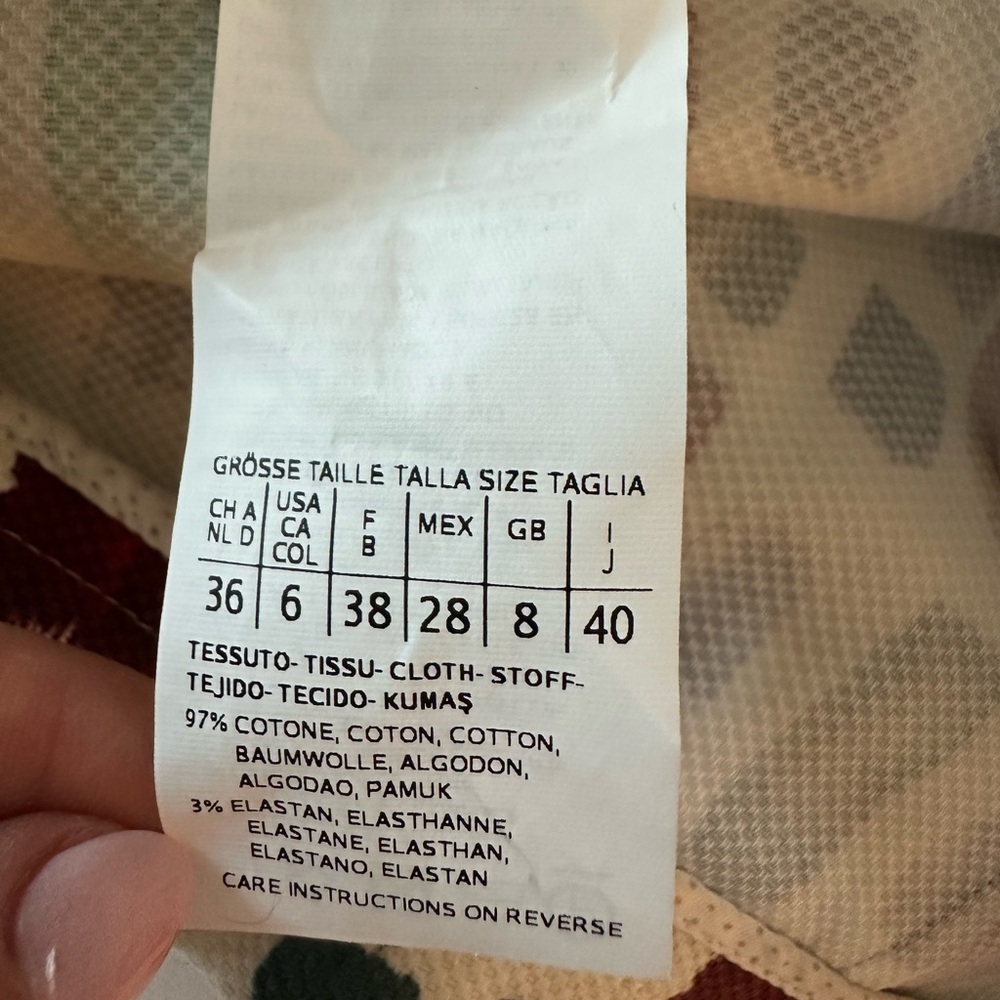 GRÖSSE TAILLE TALLA SIZE TAGLIA
CH A USA F MEX GB I
NL D CA B J
COL
36 6 38 28 8 40
TESSUTO- TISSU- CLOTH- STOFF-
TEJIDO- TECIDO- KUMAŞ
97% COTONE, COTON, COTTON,
BAUMWOLLE, ALGODON,
ALGODAO, PAMUK
3% ELASTAN, ELASTHANNE,
ELASTANE, ELASTHAN,
ELASTANO, ELASTAN
CARE INSTRUCTIONS ON REVERSE